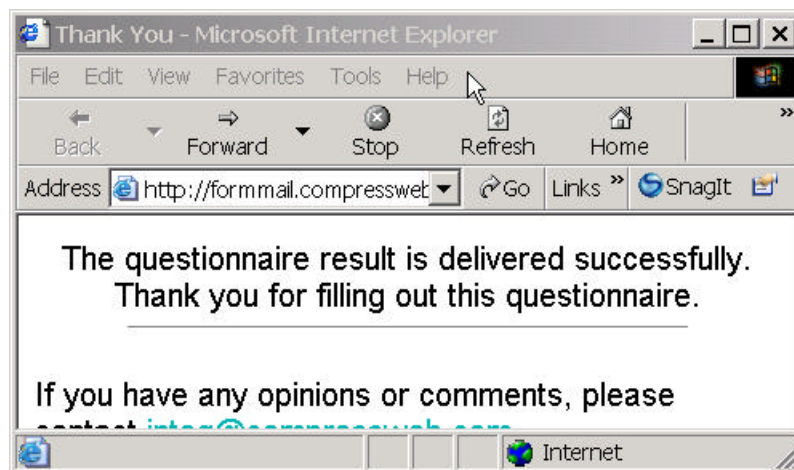 Thank You - Microsoft Internet Explorer
File Edit View Favorites Tools Help
Back Forward Stop Refresh Home »
Address http://formmail.compressweb Go Links » SnagIt
The questionnaire result is delivered successfully.
Thank you for filling out this questionnaire.
If you have any opinions or comments, please
contact
Internet